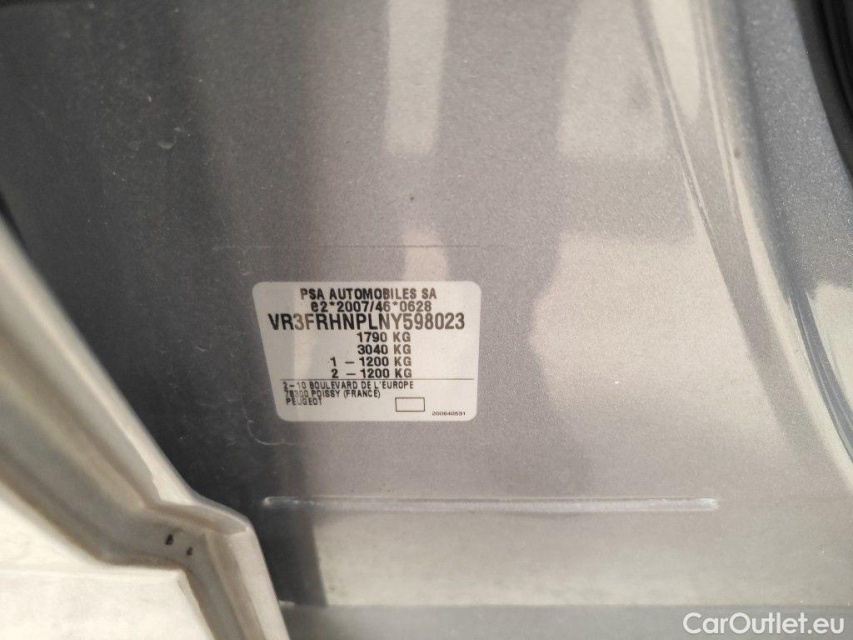 PSA AUTOMOBILES SA
e2*2007/46*0628
VR3FRHNPLNY598023
1790 KG
3040 KG
1 - 1200 KG
2 - 1200 KG
2-10 BOULEVARD DE L'EUROPE
78300 POISSY (FRANCE)
PEUGEOT
200640531
CarOutlet.eu